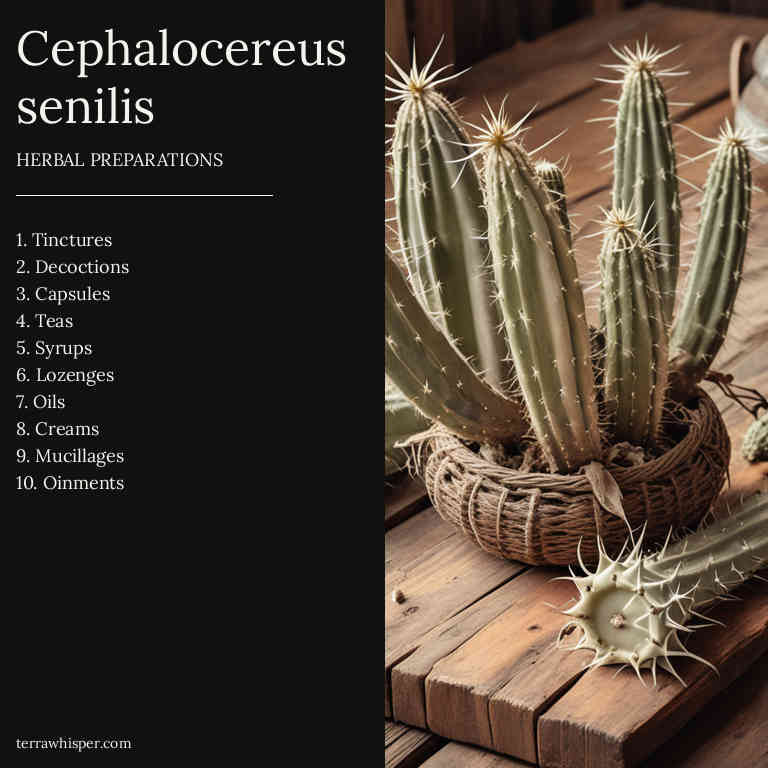 Cephalocereus
senilis
HERBAL PREPARATIONS
1. Tinctures
2. Decoctions
3. Capsules
4. Teas
5. Syrups
6. Lozenges
7. Oils
8. Creams
9. Mucillages
10. Oinments
terrawhisper.com